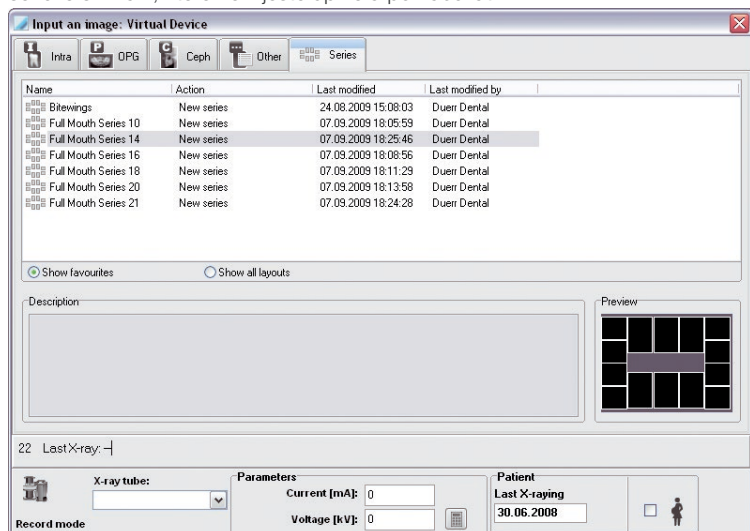 Input an image: Virtual Device
Intra OPG Ceph Other Series
Name Action Last modified Last modified by
Bitewings New series 24.08.2009 15:08:03 Duerr Dental
Full Mouth Series 10 New series 07.09.2009 18:05:59 Duerr Dental
Full Mouth Series 14 New series 07.09.2009 18:25:46 Duerr Dental
Full Mouth Series 16 New series 07.09.2009 18:08:56 Duerr Dental
Full Mouth Series 18 New series 07.09.2009 18:11:29 Duerr Dental
Full Mouth Series 20 New series 07.09.2009 18:13:58 Duerr Dental
Full Mouth Series 21 New series 07.09.2009 18:24:28 Duerr Dental
Show favourites Show all layouts
Description Preview
22 Last X-ray: -
X-ray tube: Parameters Patient
Current [mA]: 0 Last X-raying
Record mode Voltage [kV]: 0 30.06.2008